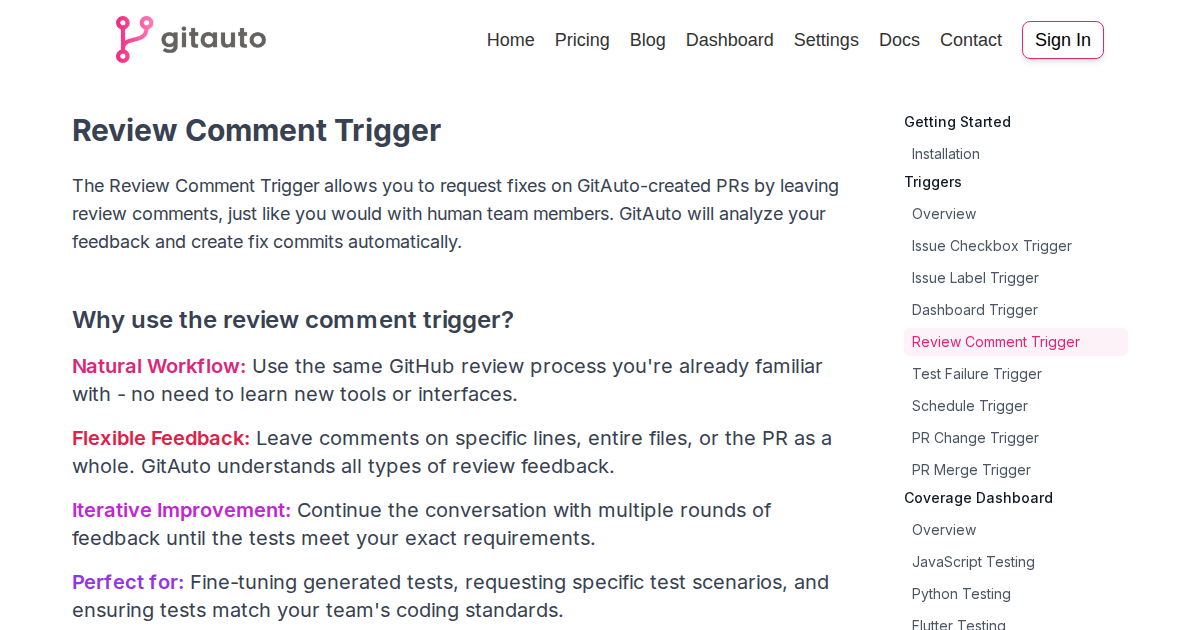 gitauto
Home Pricing Blog Dashboard Settings Docs Contact Sign In
Review Comment Trigger
The Review Comment Trigger allows you to request fixes on GitAuto-created PRs by leaving
review comments, just like you would with human team members. GitAuto will analyze your
feedback and create fix commits automatically.
Why use the review comment trigger?
Natural Workflow: Use the same GitHub review process you're already familiar
with - no need to learn new tools or interfaces.
Flexible Feedback: Leave comments on specific lines, entire files, or the PR as a
whole. GitAuto understands all types of review feedback.
Iterative Improvement: Continue the conversation with multiple rounds of
feedback until the tests meet your exact requirements.
Perfect for: Fine-tuning generated tests, requesting specific test scenarios, and
ensuring tests match your team's coding standards.
Getting Started
Installation
Triggers
Overview
Issue Checkbox Trigger
Issue Label Trigger
Dashboard Trigger
Review Comment Trigger
Test Failure Trigger
Schedule Trigger
PR Change Trigger
PR Merge Trigger
Coverage Dashboard
Overview
JavaScript Testing
Python Testing
Flutter Testing